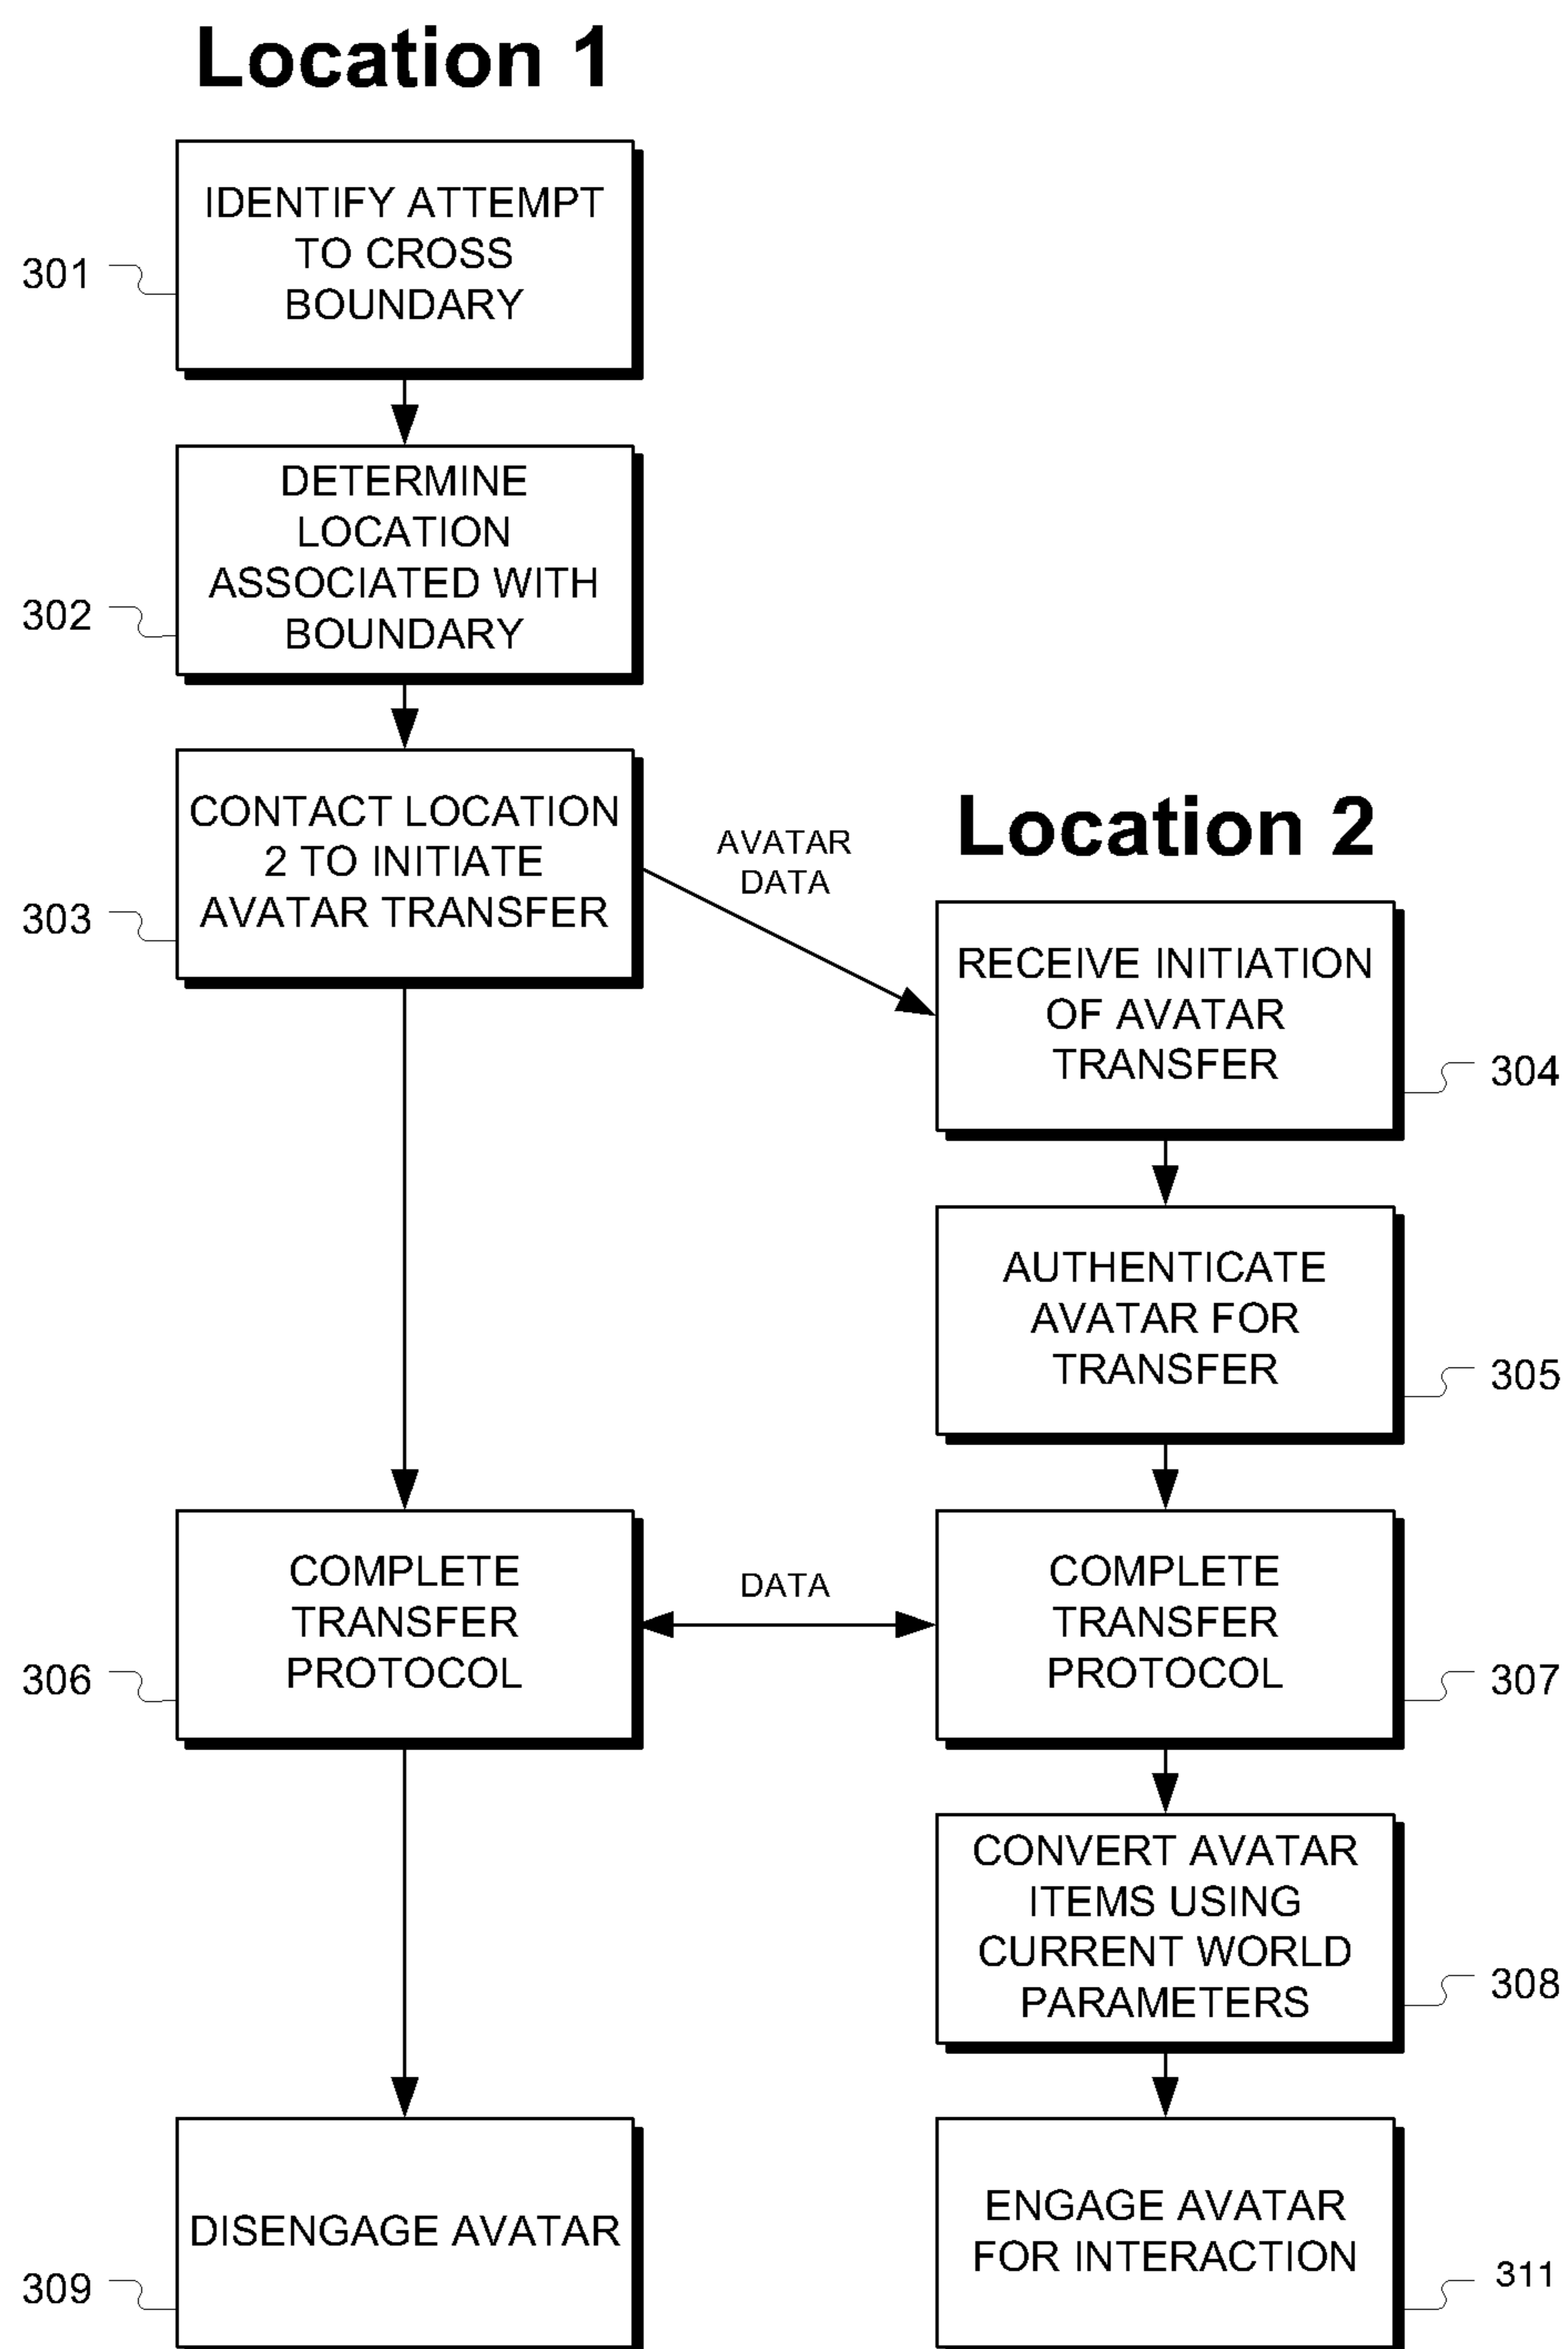 Location 1
IDENTIFY ATTEMPT
TO CROSS
BOUNDARY
301
DETERMINE
LOCATION
ASSOCIATED WITH
BOUNDARY
302
CONTACT LOCATION
2 TO INITIATE
AVATAR TRANSFER
303
AVATAR
DATA
Location 2
RECEIVE INITIATION
OF AVATAR
TRANSFER
304
AUTHENTICATE
AVATAR FOR
TRANSFER
305
COMPLETE
TRANSFER
PROTOCOL
306
DATA
COMPLETE
TRANSFER
PROTOCOL
307
CONVERT AVATAR
ITEMS USING
CURRENT WORLD
PARAMETERS
308
DISENGAGE AVATAR
309
ENGAGE AVATAR
FOR INTERACTION
311